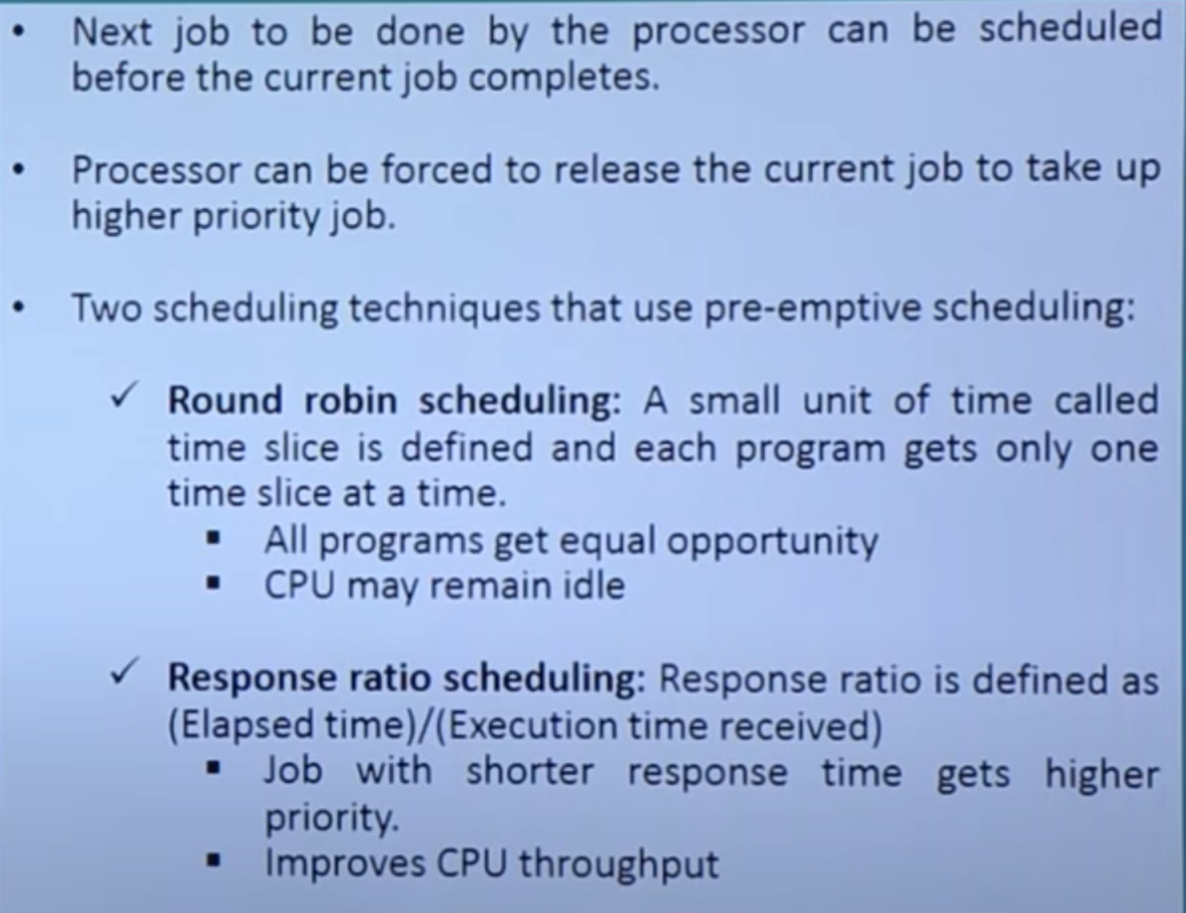 • Next job to be done by the processor can be scheduled
before the current job completes.
• Processor can be forced to release the current job to take up
higher priority job.
• Two scheduling techniques that use pre-emptive scheduling:
✓ Round robin scheduling: A small unit of time called
time slice is defined and each program gets only one
time slice at a time.
▪ All programs get equal opportunity
▪ CPU may remain idle
✓ Response ratio scheduling: Response ratio is defined as
(Elapsed time)/(Execution time received)
▪ Job with shorter response time gets higher
priority.
▪ Improves CPU throughput